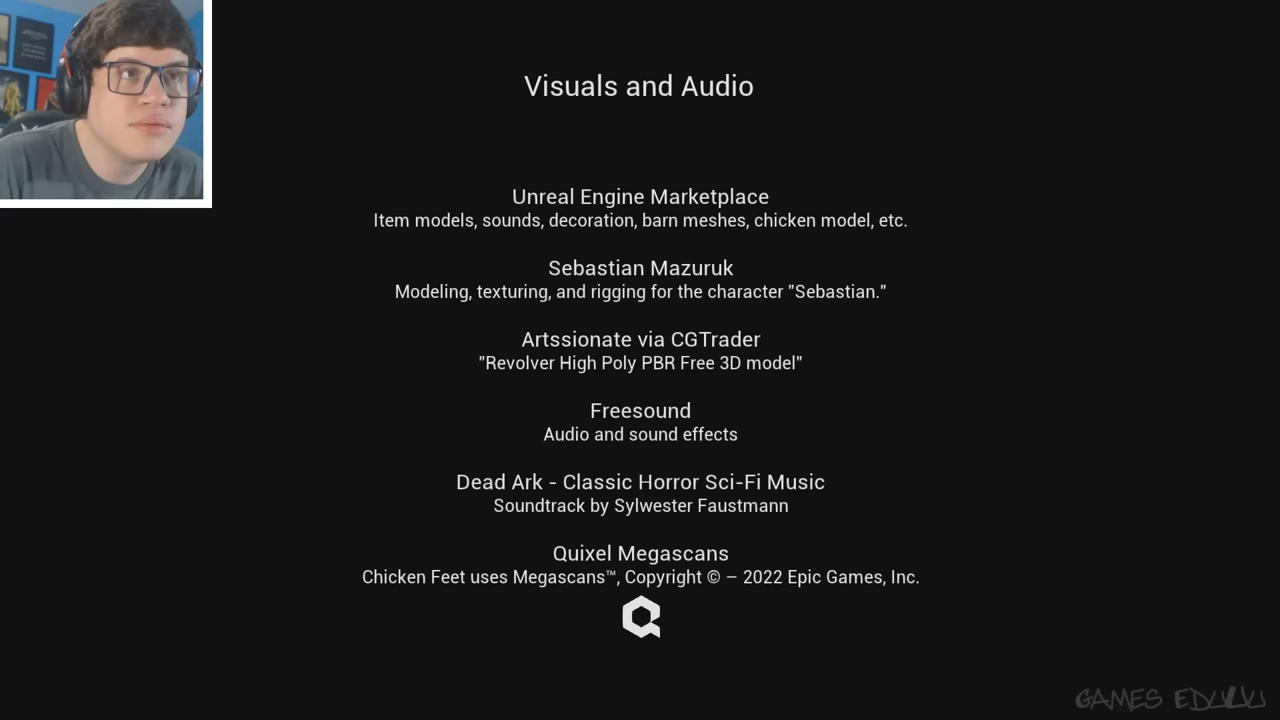 Visuals and Audio
Unreal Engine Marketplace
Item models, sounds, decoration, barn meshes, chicken model, etc.
Sebastian Mazuruk
Modeling, texturing, and rigging for the character "Sebastian."
Artssionate via CGTrader
"Revolver High Poly PBR Free 3D model"
Freesound
Audio and sound effects
Dead Ark - Classic Horror Sci-Fi Music
Soundtrack by Sylwester Faustmann
Quixel Megascans
Chicken Feet uses Megascans™, Copyright © – 2022 Epic Games, Inc.
GAMES EDUUU